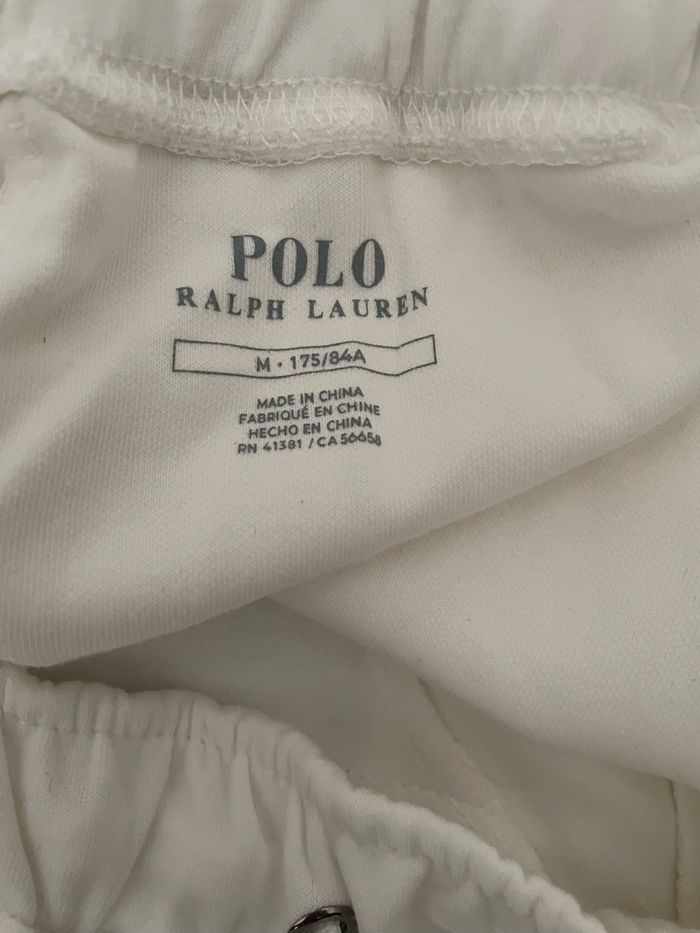 POLO
RALPH LAUREN
M • 175/84A
MADE IN CHINA
FABRIQUÉ EN CHINE
HECHO EN CHINA
RN 41381 / CA 56658